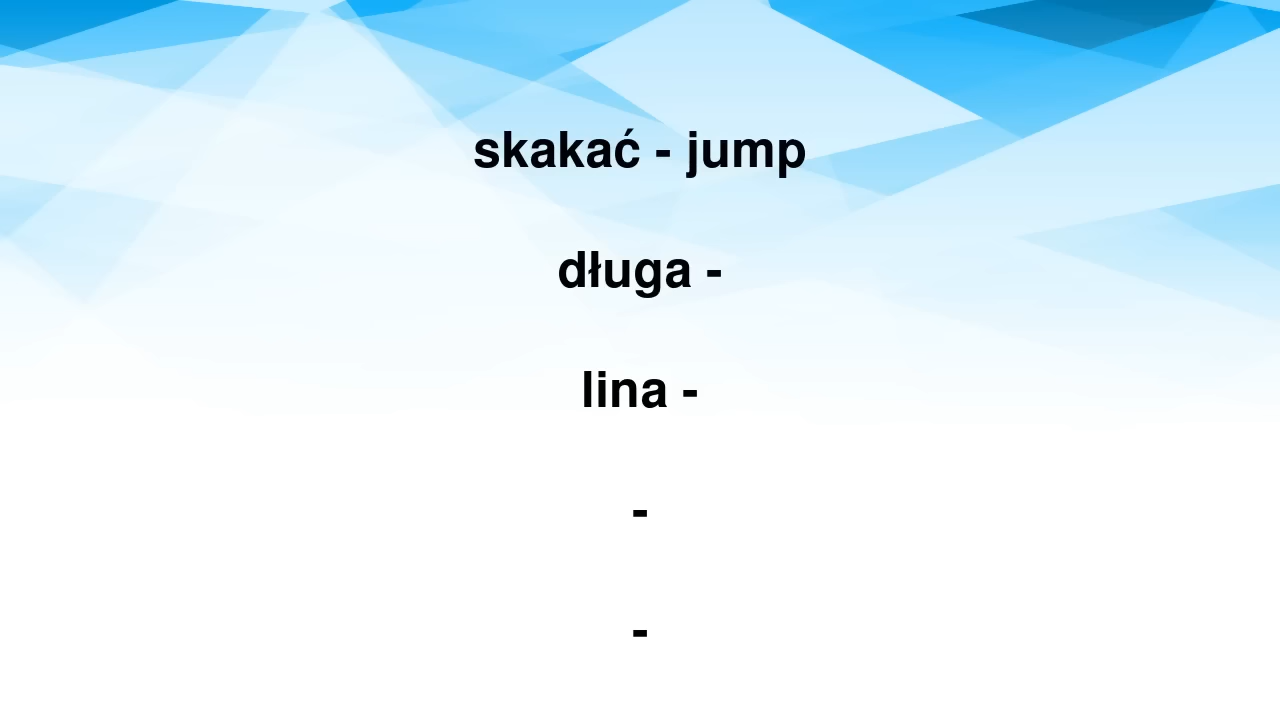 skakać - jump
długa -
lina -
-
-